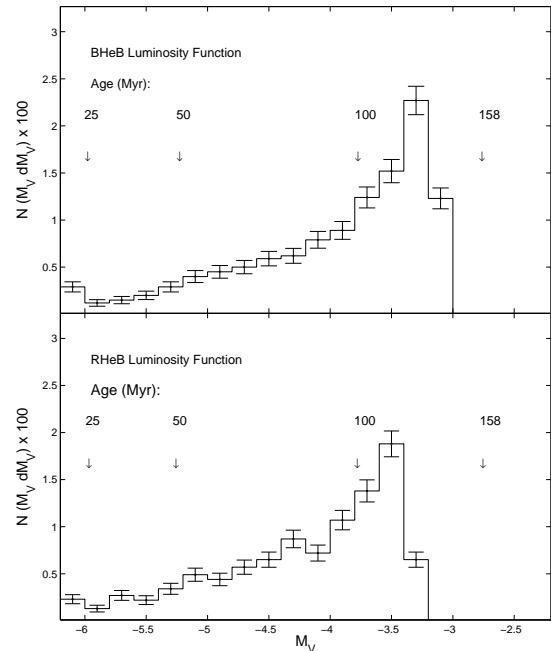 3
BHeB Luminosity Function
2.5
Age (Myr):
25 50 100 158
2
1.5
1
0.5
N (M_V dM_V) x 100
3
RHeB Luminosity Function
2.5
Age (Myr):
25 50 100 158
2
1.5
1
0.5
N (M_V dM_V) x 100
−6 −5.5 −5 −4.5 −4 −3.5 −3 −2.5
M_V